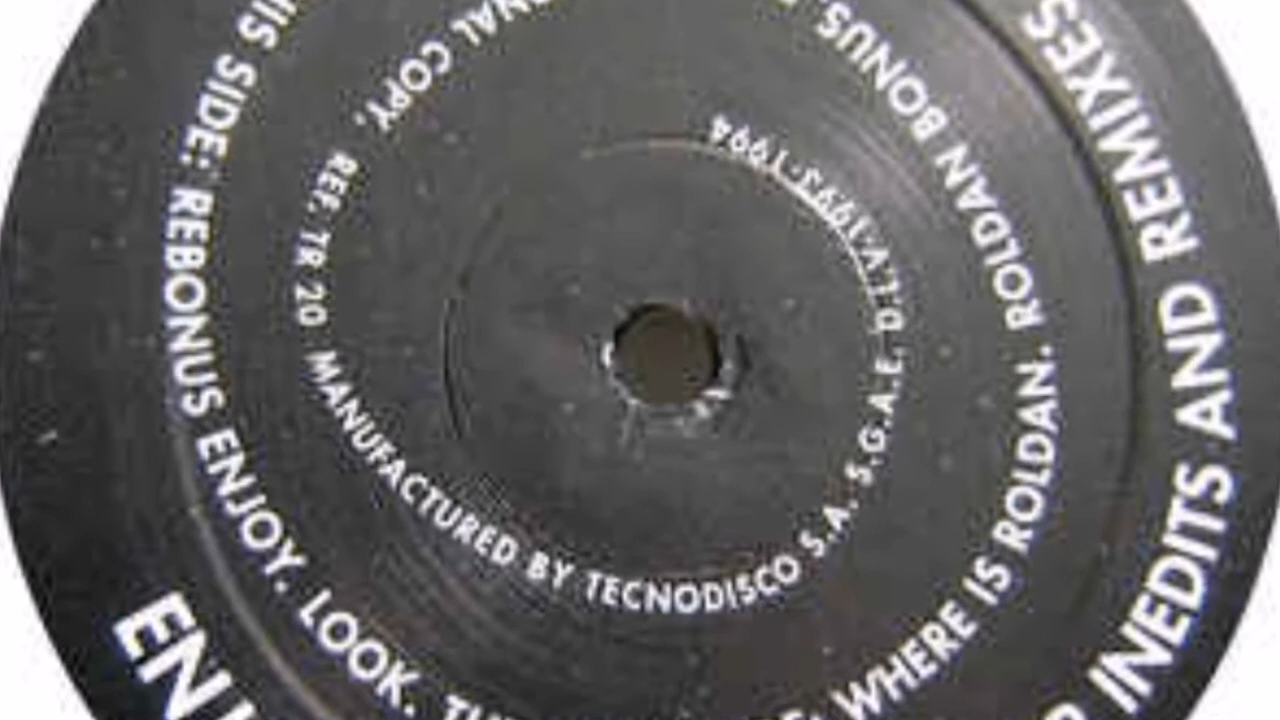 INEDITS AND REMIXES
SIDE: REBONUS ENJOY. LOOK.
WHERE IS ROLDAN. ROLDAN BONUS.
COPY. REF. TR 20 MANUFACTURED BY TECNODISCO S.A. S.G.A.E. D.L.V.1993-1994